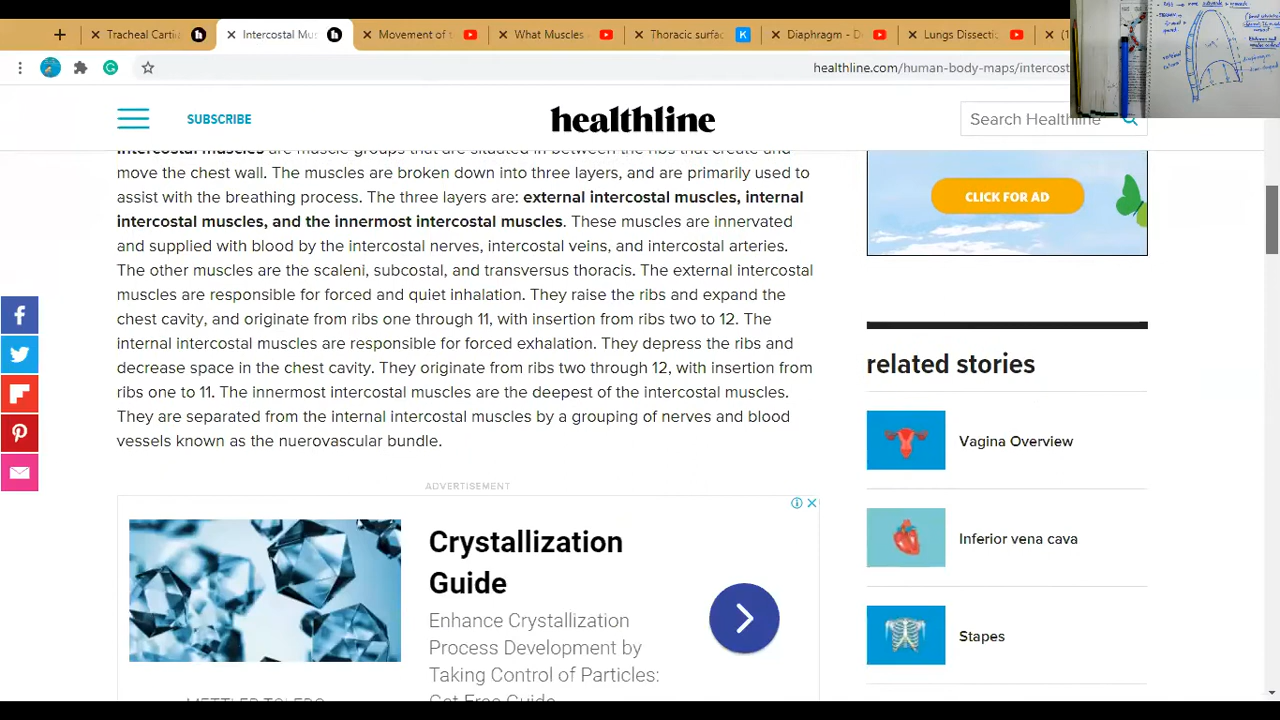 Tracheal Cartia
Intercostal Mus
Movement of t
What Muscles
Thoracic surfac
K
Diaphragm - D
Lungs Dissectio
(1
healthline.com/human-body-maps/intercost
SUBSCRIBE
healthline
Search Healthline
Intercostal muscles are muscle groups that are situated in between the ribs that create and
move the chest wall. The muscles are broken down into three layers, and are primarily used to
assist with the breathing process. The three layers are: external intercostal muscles, internal
intercostal muscles, and the innermost intercostal muscles. These muscles are innervated
and supplied with blood by the intercostal nerves, intercostal veins, and intercostal arteries.
The other muscles are the scaleni, subcostal, and transversus thoracis. The external intercostal
muscles are responsible for forced and quiet inhalation. They raise the ribs and expand the
chest cavity, and originate from ribs one through 11, with insertion from ribs two to 12. The
internal intercostal muscles are responsible for forced exhalation. They depress the ribs and
decrease space in the chest cavity. They originate from ribs two through 12, with insertion from
ribs one to 11. The innermost intercostal muscles are the deepest of the intercostal muscles.
They are separated from the internal intercostal muscles by a grouping of nerves and blood
vessels known as the nuerovascular bundle.
ADVERTISEMENT
Crystallization
Guide
Enhance Crystallization
Process Development by
Taking Control of Particles:
Get Free Guide
METTLER TOLEDO
CLICK FOR AD
related stories
Vagina Overview
Inferior vena cava
Stapes